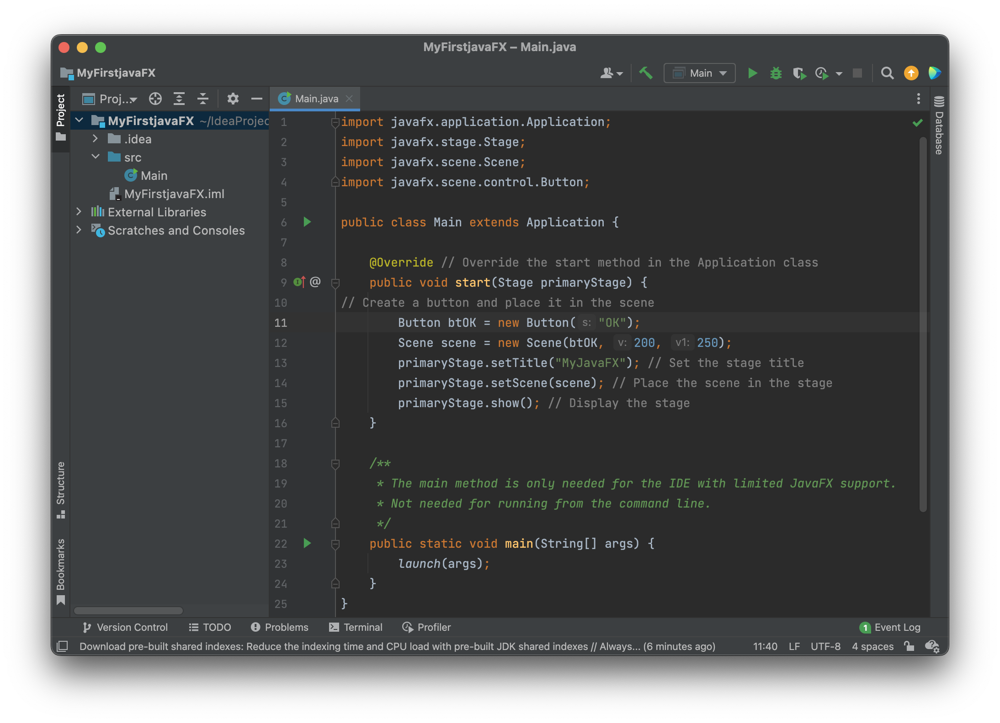 MyFirstjavaFX – Main.java
MyFirstjavaFX
Main
Project
Proj...
Main.java
MyFirstjavaFX ~/IdeaProjec
.idea
src
Main
MyFirstjavaFX.iml
External Libraries
Scratches and Consoles
Structure
Bookmarks
1 import javafx.application.Application;
2 import javafx.stage.Stage;
3 import javafx.scene.Scene;
4 import javafx.scene.control.Button;
5
6 public class Main extends Application {
7
8 @Override // Override the start method in the Application class
9 @ public void start(Stage primaryStage) {
10 // Create a button and place it in the scene
11 Button btOK = new Button( s: "OK");
12 Scene scene = new Scene(btOK, v: 200, v1: 250);
13 primaryStage.setTitle("MyJavaFX"); // Set the stage title
14 primaryStage.setScene(scene); // Place the scene in the stage
15 primaryStage.show(); // Display the stage
16 }
17
18 /**
19 * The main method is only needed for the IDE with limited JavaFX support.
20 * Not needed for running from the command line.
21 */
22 public static void main(String[] args) {
23 launch(args);
24 }
25 }
Database
Version Control
TODO
Problems
Terminal
Profiler
1 Event Log
Download pre-built shared indexes: Reduce the indexing time and CPU load with pre-built JDK shared indexes // Always... (6 minutes ago)
11:40 LF UTF-8 4 spaces